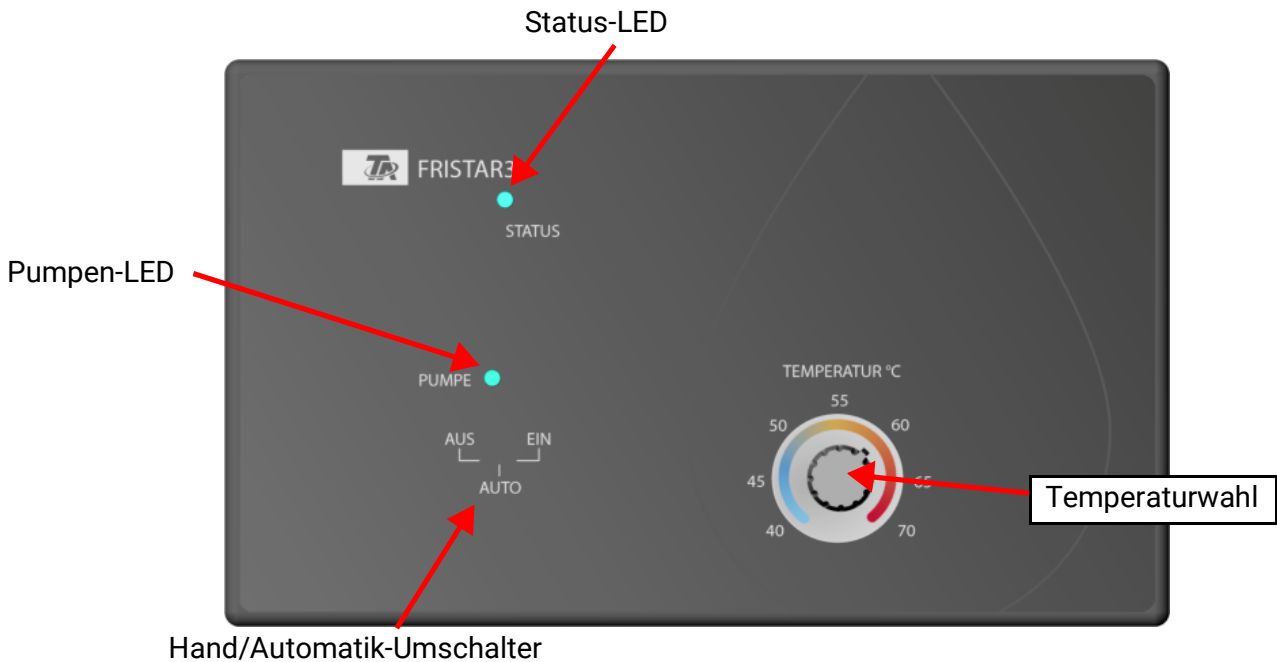 Status-LED
TA FRISTAR3
STATUS
Pumpen-LED
PUMPE
TEMPERATUR °C
55
50 60
AUS EIN
AUTO
45 65
Temperaturwahl
40 70
Hand/Automatik-Umschalter